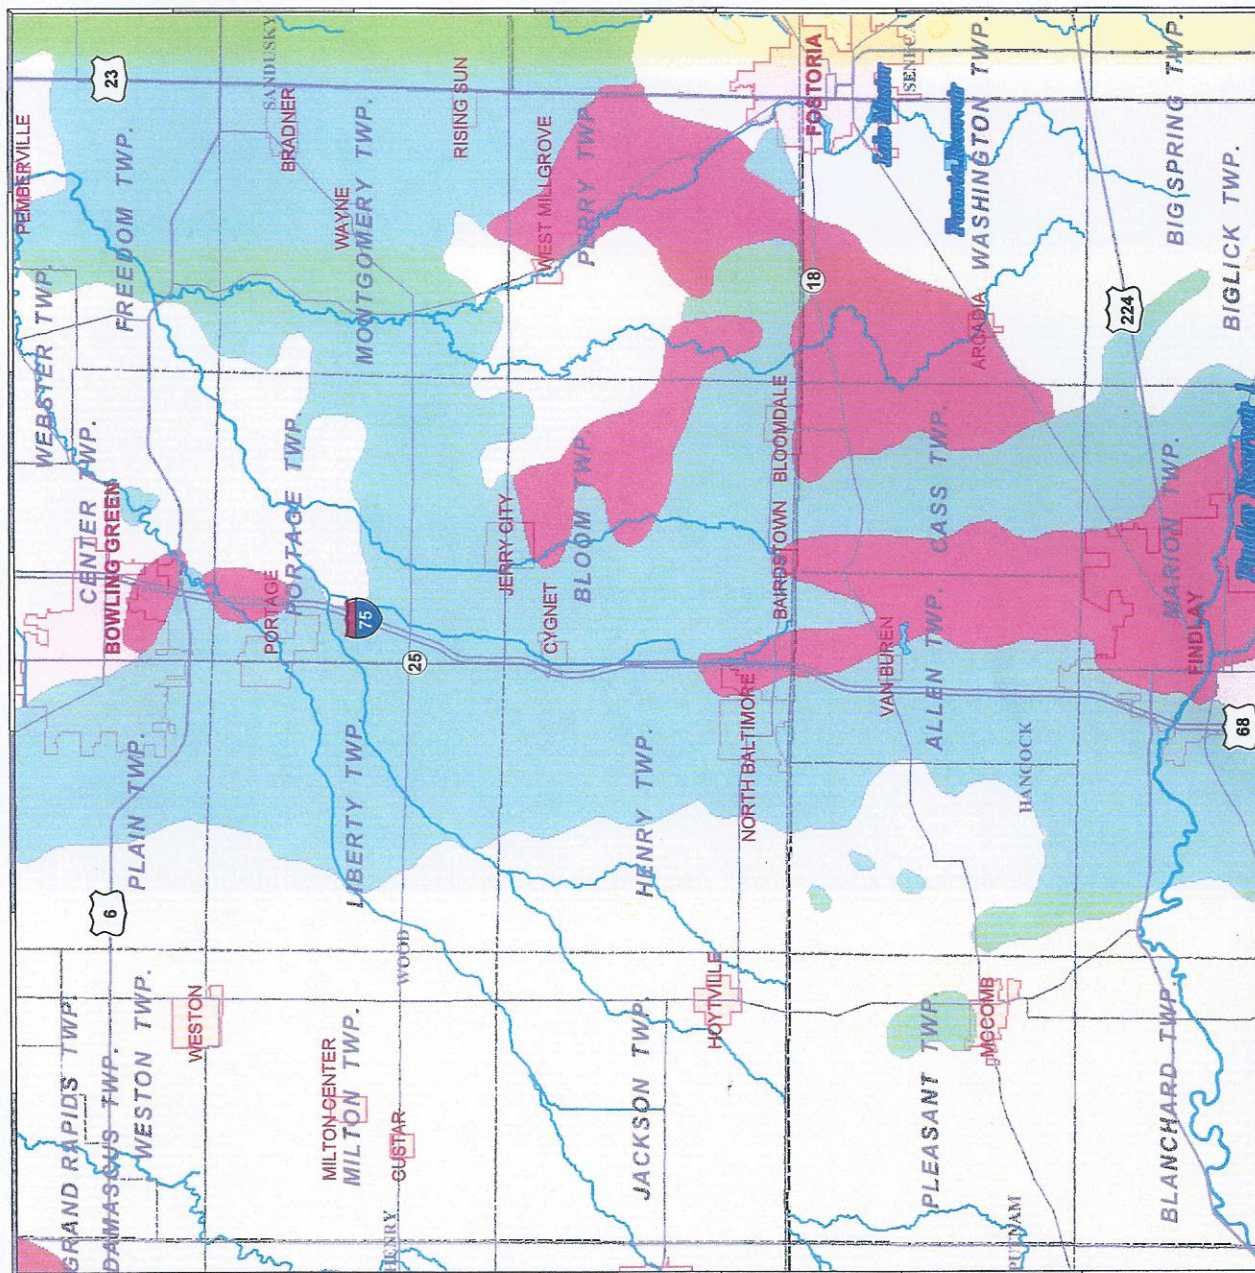 PEMBERVILLE
23
SANDUSKY
FREEDOM TWP.
BRADNER
RISING SUN
WEBSTER TWP.
WAYNE
MONTGOMERY TWP.
WEST MILLGROVE
PERRY TWP
FOSTORIA
SENECA
Lake Mosier
Fostoria Reservoir
WASHINGTON TWP.
BIG SPRING TWP.
BIGLICK TWP.
18
ARCADIA
224
CENTER TWP.
BOWLING GREEN
PORTAGE TWP.
PORTAGE
75
25
JERRY CITY
CYGNET
BLOOM TWP.
BLOOMDALE
BAIRDSTOWN
CASS TWP.
MARION TWP.
FINDLAY
NORTH BALTIMORE
VAN BUREN
ALLEN TWP.
HANCOCK
68
PLAIN TWP.
6
LIBERTY TWP.
HENRY TWP.
WOOD
GRAND RAPIDS TWP.
DAMASCUS TWP.
WESTON TWP.
WESTON
MILTON CENTER
MILTON TWP.
CUSTAR
HENRY
HOYTVILLE
JACKSON TWP.
PLEASANT TWP
MCCOMB
PUTNAM
BLANCHARD TWP.